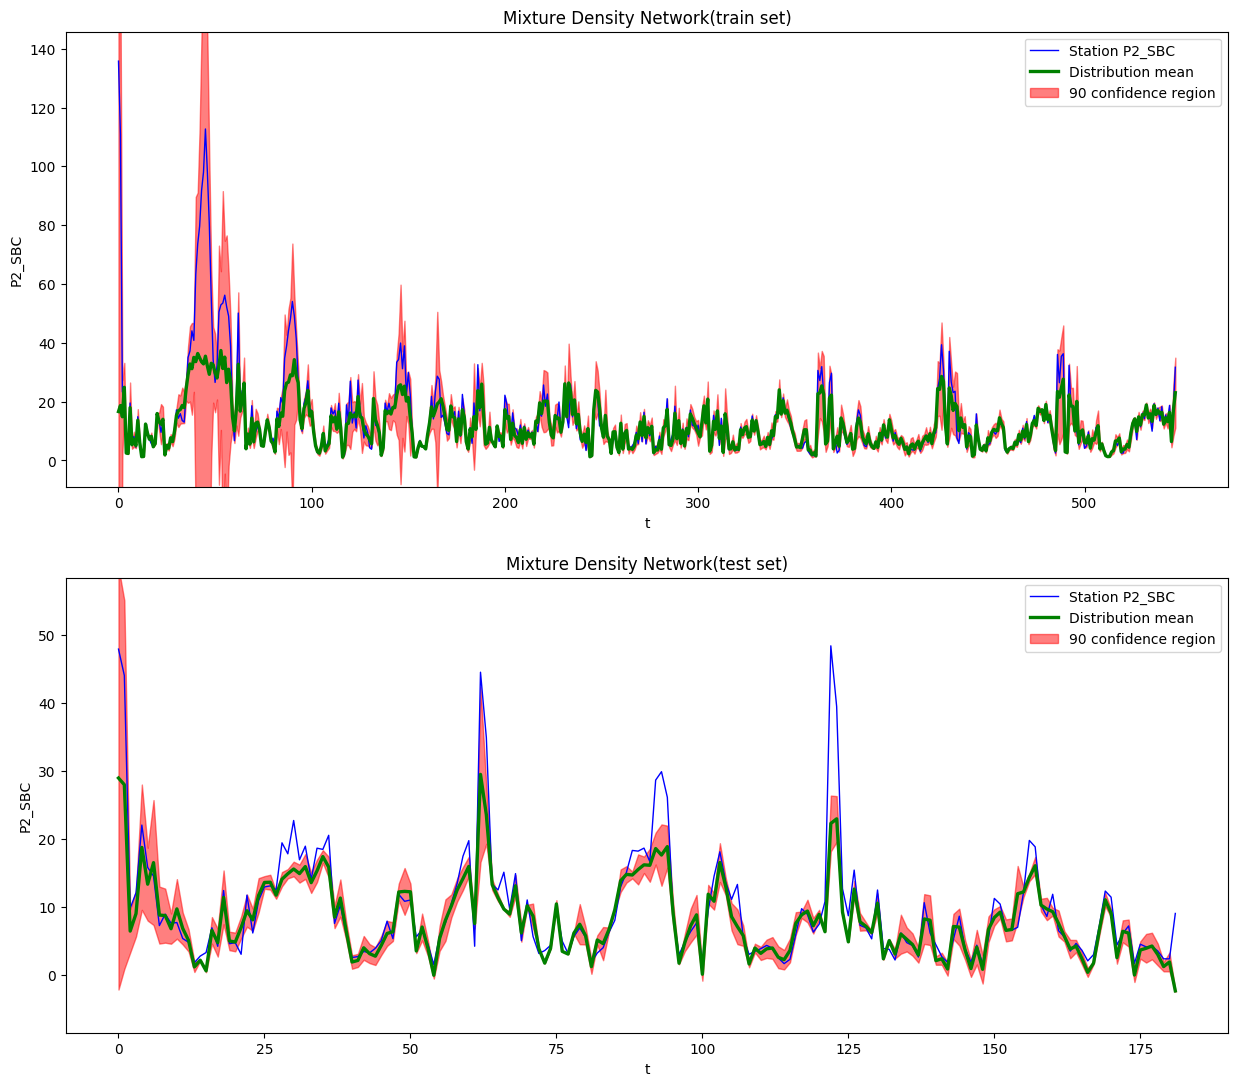 Mixture Density Network(train set)
140
120
100
80
60
40
20
0
P2_SBC
Station P2_SBC
Distribution mean
90 confidence region
0
100
200
300
400
500
t
Mixture Density Network(test set)
50
40
30
20
10
0
P2_SBC
Station P2_SBC
Distribution mean
90 confidence region
0
25
50
75
100
125
150
175
t